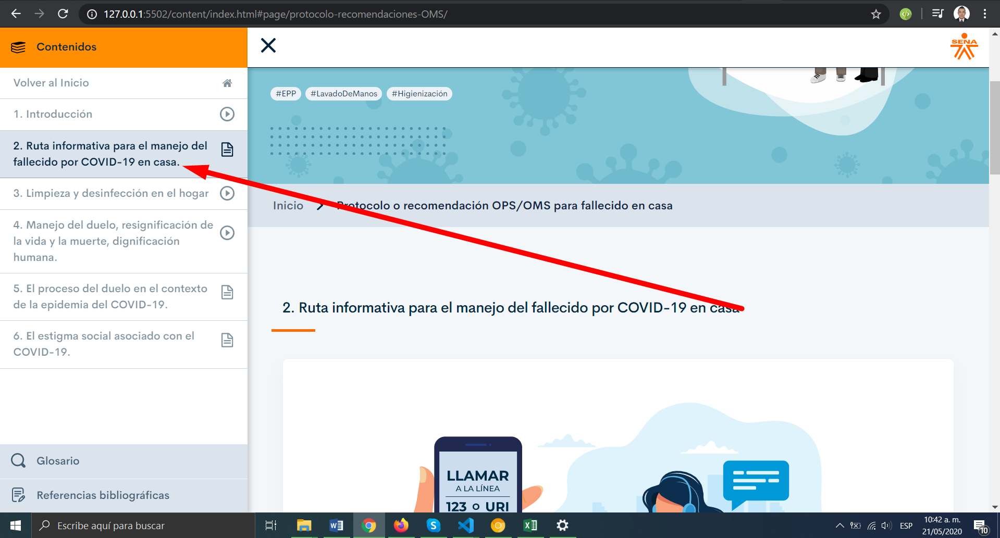 127.0.0.1:5502/content/index.html#page/protocolo-recomendaciones-OMS/
Contenidos
SENA
Volver al Inicio
1. Introducción
2. Ruta informativa para el manejo del
fallecido por COVID-19 en casa.
3. Limpieza y desinfección en el hogar
4. Manejo del duelo, resignificación de
la vida y la muerte, dignificación
humana.
5. El proceso del duelo en el contexto
de la epidemia del COVID-19.
6. El estigma social asociado con el
COVID-19.
Glosario
Referencias bibliográficas
#EPP #LavadoDeManos #Higienización
Inicio Protocolo o recomendación OPS/OMS para fallecido en casa
2. Ruta informativa para el manejo del fallecido por COVID-19 en casa
LLAMAR
A LA LÍNEA
123 O URI
Escribe aquí para buscar
ESP
10:42 a. m.
21/05/2020
10